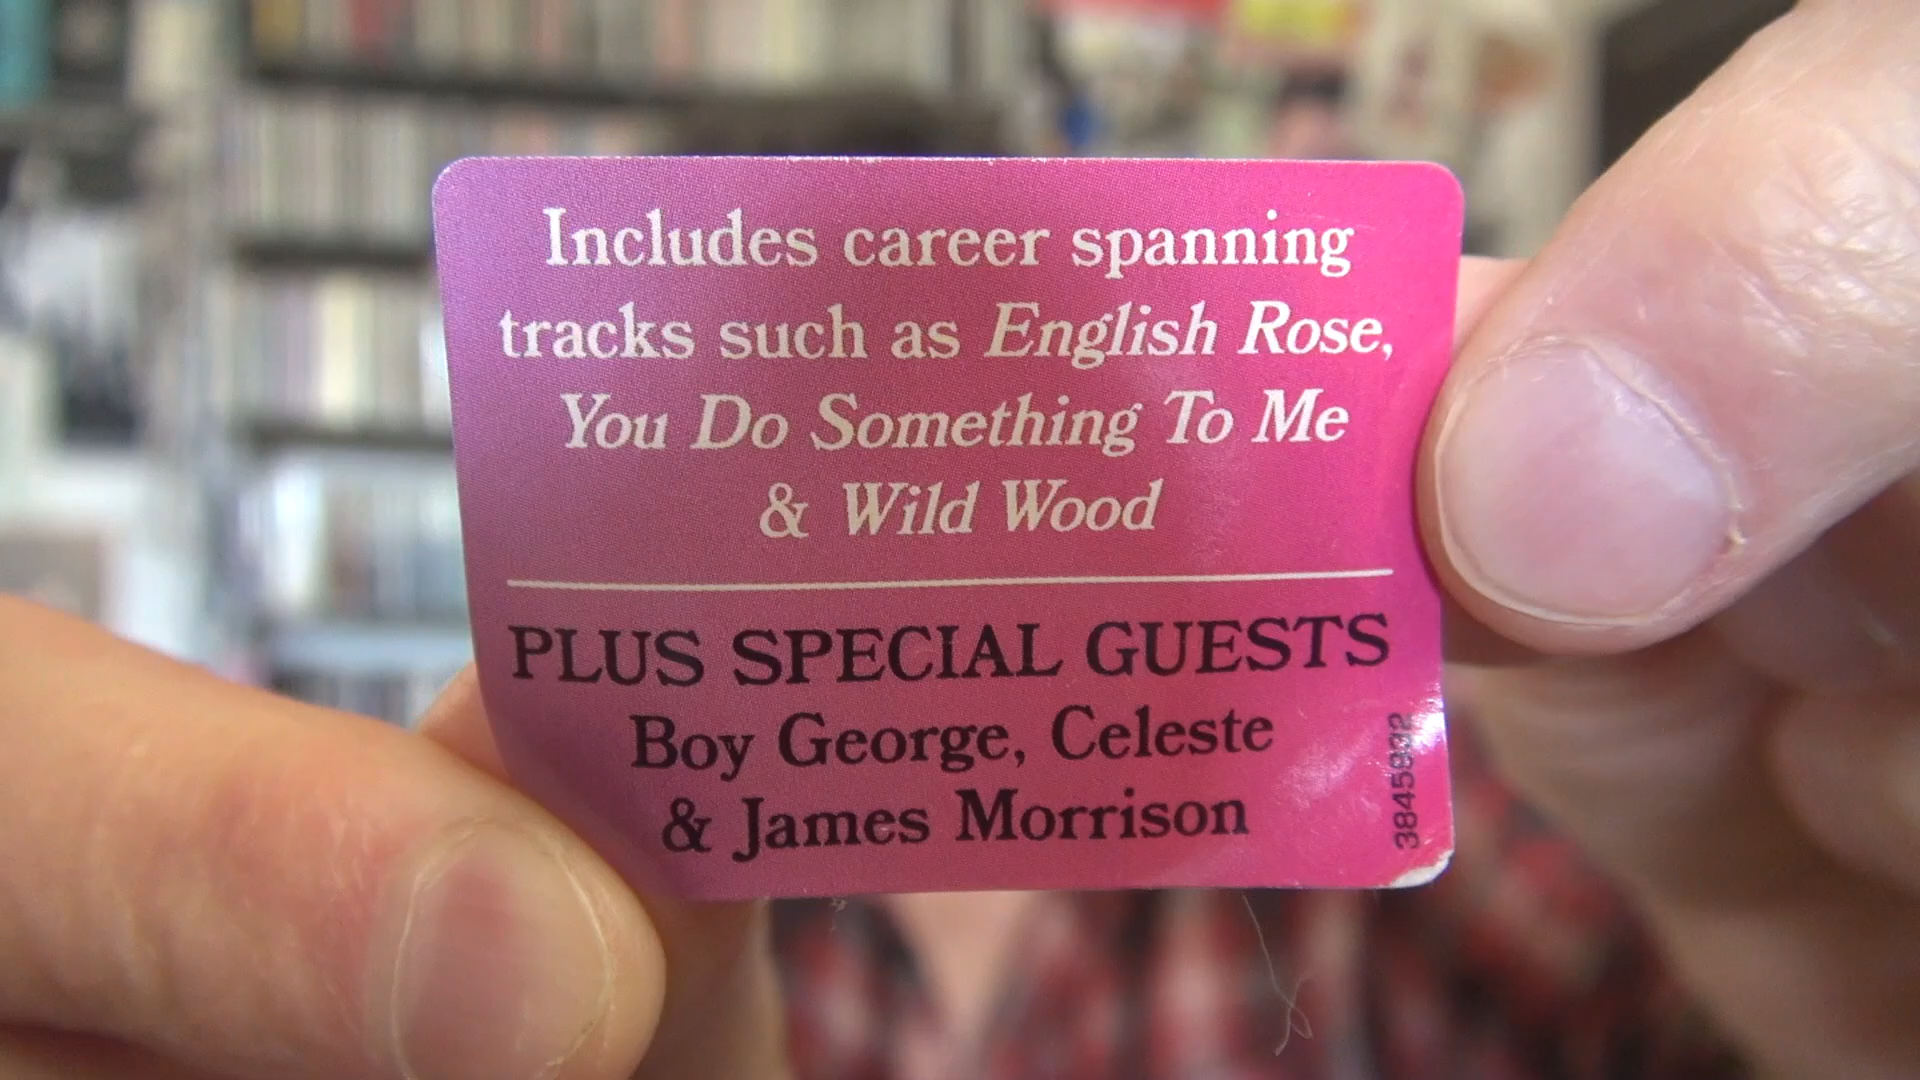 Includes career spanning
tracks such as English Rose,
You Do Something To Me
& Wild Wood
PLUS SPECIAL GUESTS
Boy George, Celeste
& James Morrison